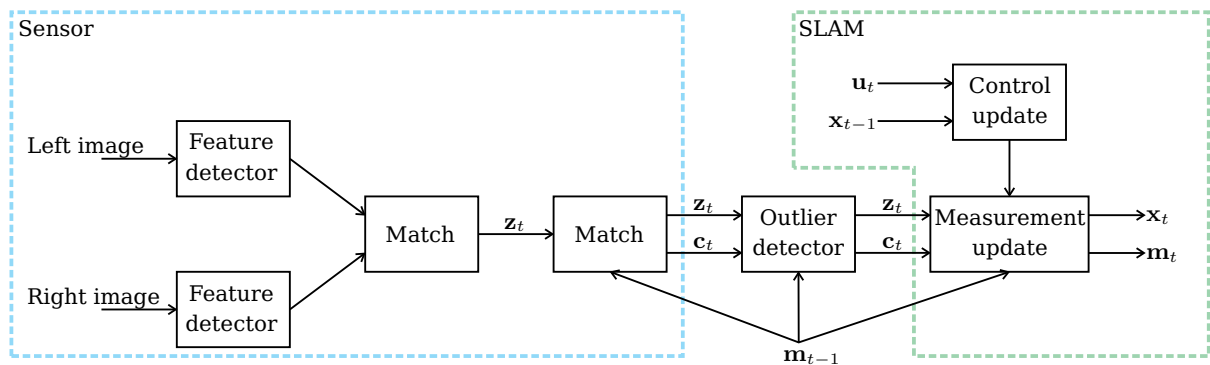 Sensor
SLAM
Left image
Feature
detector
Right image
Feature
detector
Match
z_t
Match
z_t
c_t
Outlier
detector
z_t
c_t
u_t
x_{t−1}
Control
update
Measurement
update
x_t
m_t
m_{t−1}